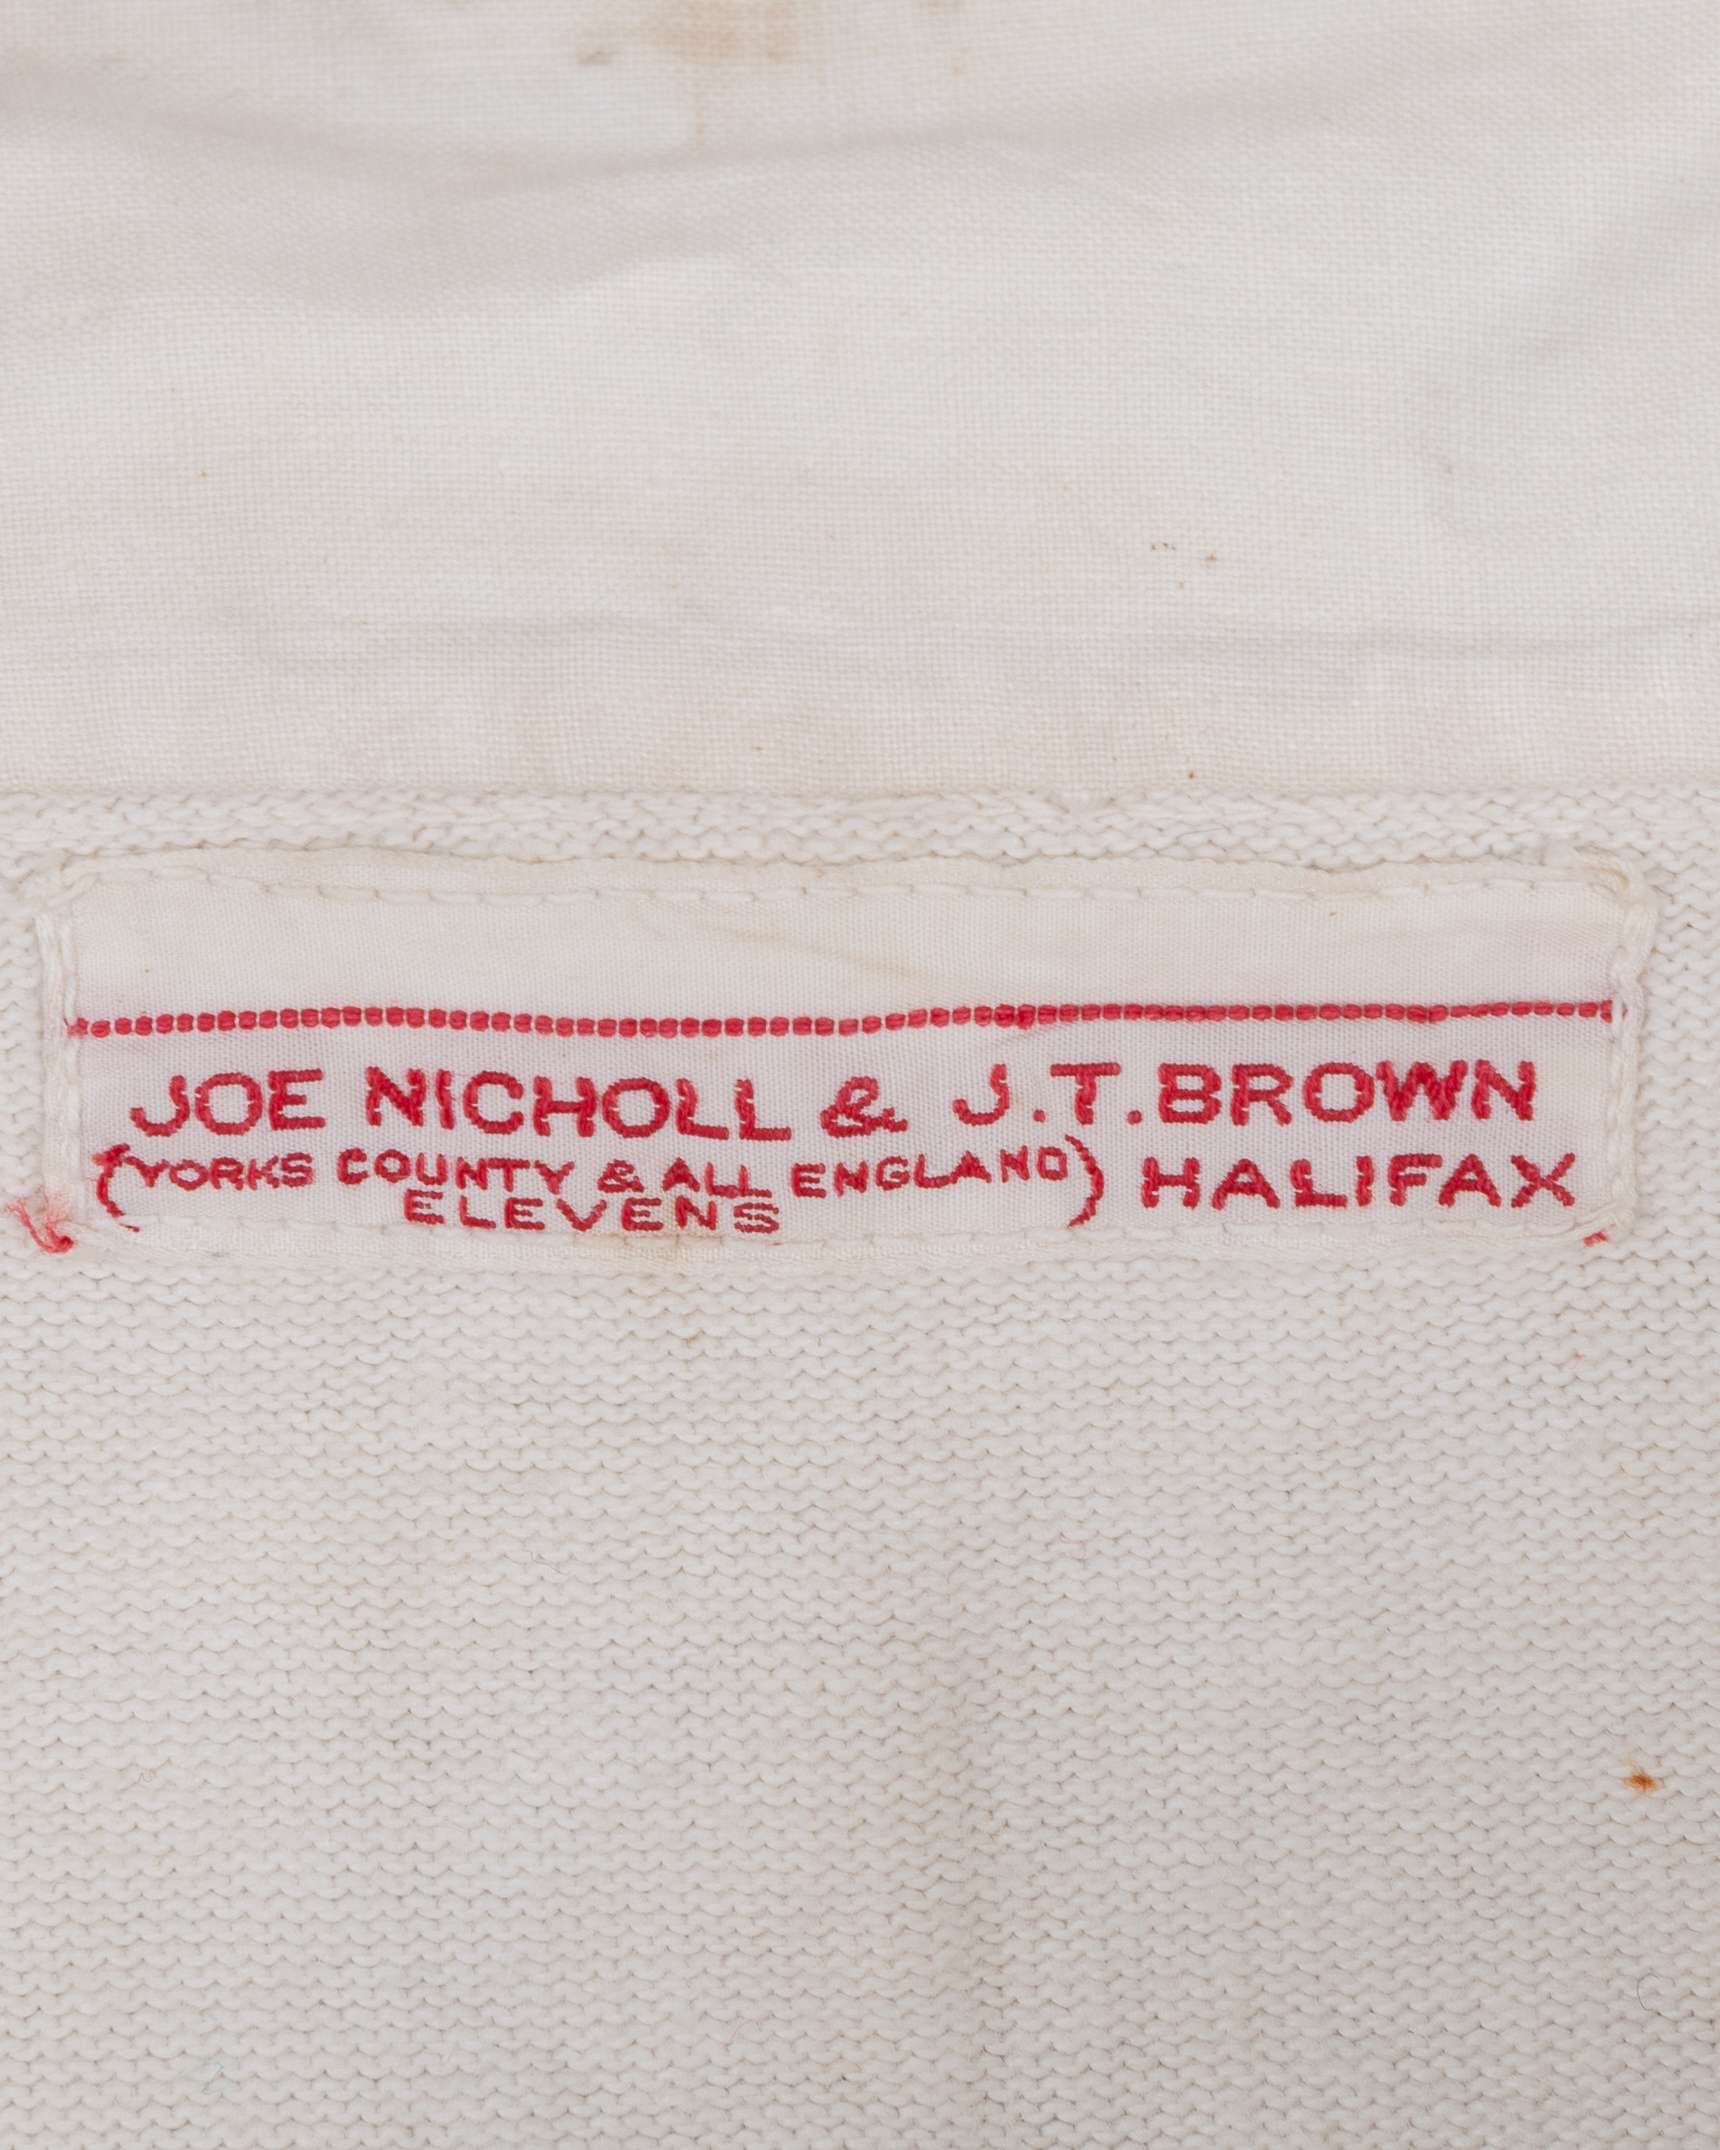 JOE NICHOLL & J.T.BROWN
(YORKS COUNTY & ALL ENGLAND) HALIFAX
ELEVENS